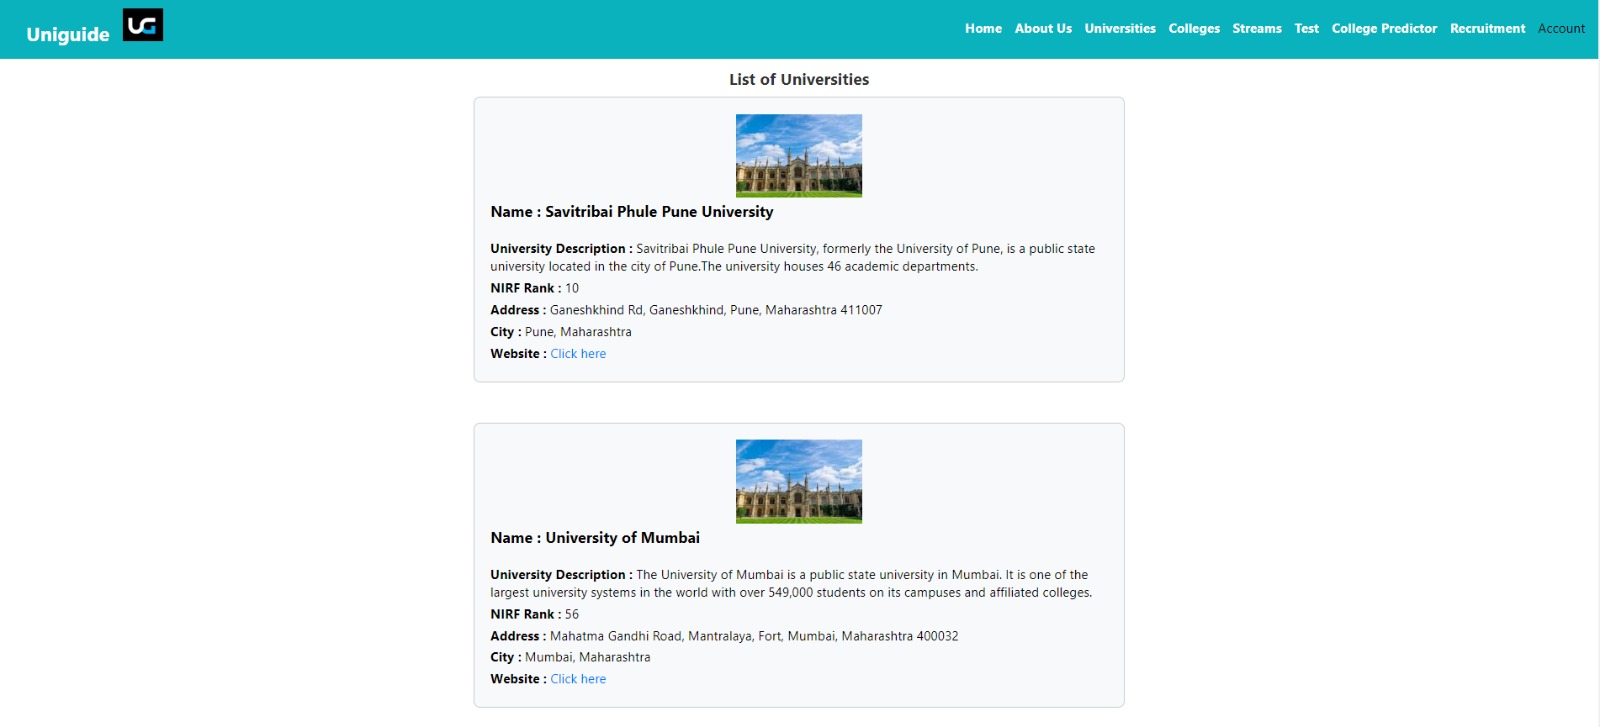 Uniguide UG
Home About Us Universities Colleges Streams Test College Predictor Recruitment Account
List of Universities
Name : Savitribai Phule Pune University
University Description : Savitribai Phule Pune University, formerly the University of Pune, is a public state
university located in the city of Pune.The university houses 46 academic departments.
NIRF Rank : 10
Address : Ganeshkhind Rd, Ganeshkhind, Pune, Maharashtra 411007
City : Pune, Maharashtra
Website : Click here
Name : University of Mumbai
University Description : The University of Mumbai is a public state university in Mumbai. It is one of the
largest university systems in the world with over 549,000 students on its campuses and affiliated colleges.
NIRF Rank : 56
Address : Mahatma Gandhi Road, Mantralaya, Fort, Mumbai, Maharashtra 400032
City : Mumbai, Maharashtra
Website : Click here